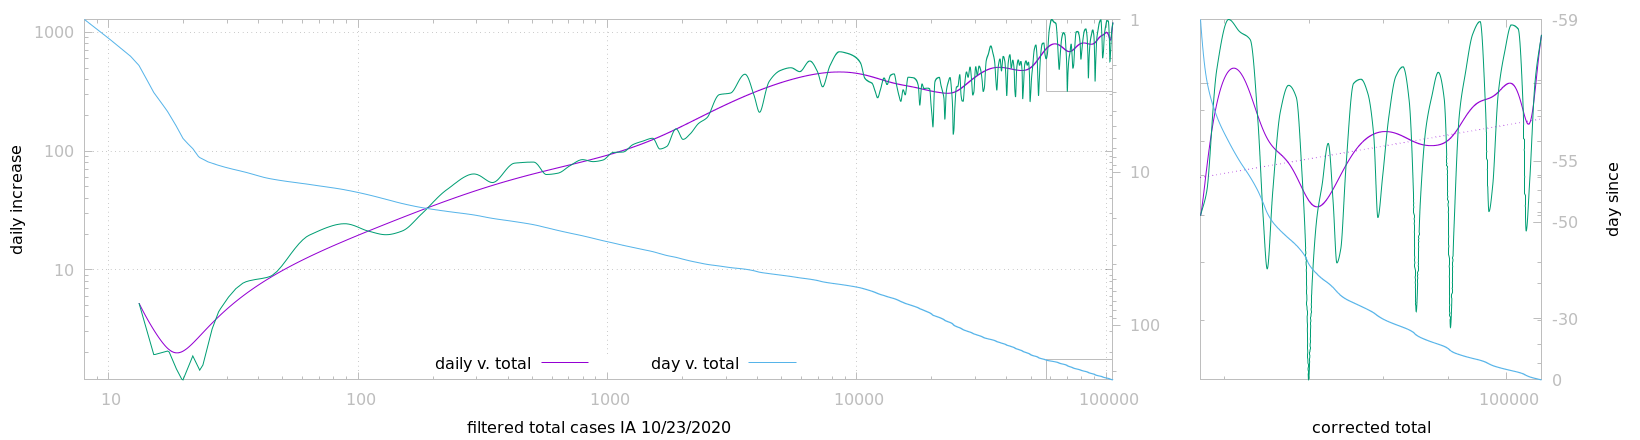 1000
100
10
daily increase
1
10
100
daily v. total
day v. total
10
100
1000
10000
100000
filtered total cases IA 10/23/2020
-59
-55
-50
-30
0
day since
100000
corrected total